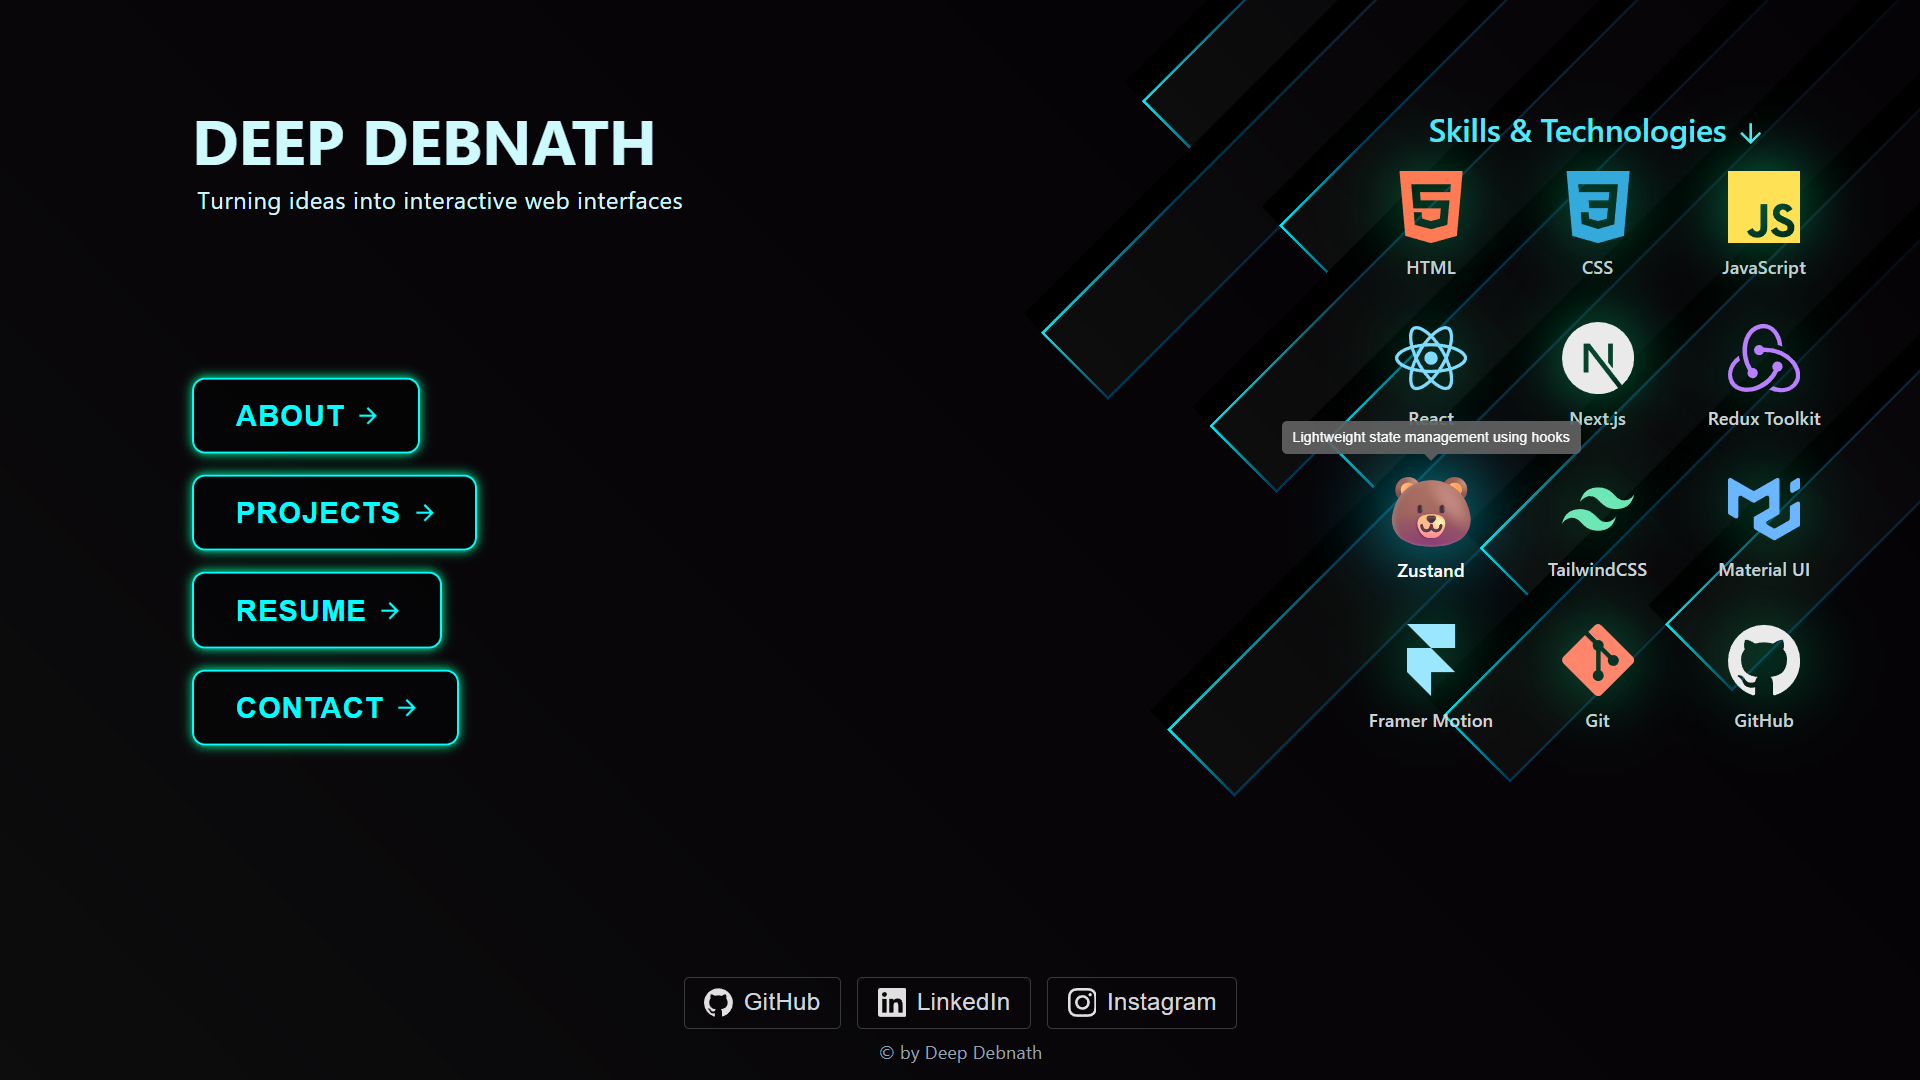 DEEP DEBNATH
Turning ideas into interactive web interfaces
ABOUT →
PROJECTS →
RESUME →
CONTACT →
Skills & Technologies ↓
JS
HTML
CSS
JavaScript
N
React
Next.js
Redux Toolkit
Lightweight state management using hooks
Zustand
TailwindCSS
Material UI
Framer Motion
Git
GitHub
GitHub
in
LinkedIn
Instagram
© by Deep Debnath